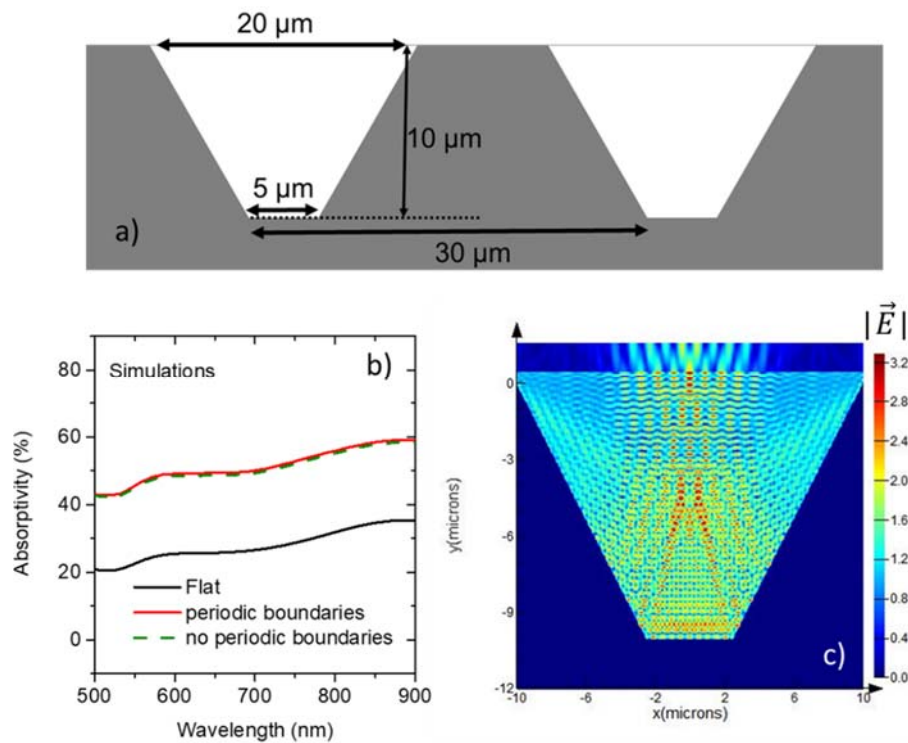 20 µm
10 µm
5 µm
30 µm
a)
b)
Simulations
Absorptivity (%)
80
60
40
20
0
Flat
periodic boundaries
no periodic boundaries
500 600 700 800 900
Wavelength (nm)
|E⃗|
3.2
2.8
2.4
2.0
1.6
1.2
0.8
0.4
0.0
y(microns)
0
-3
-6
-9
-12
c)
-10 -6 -2 2 6 10
x(microns)